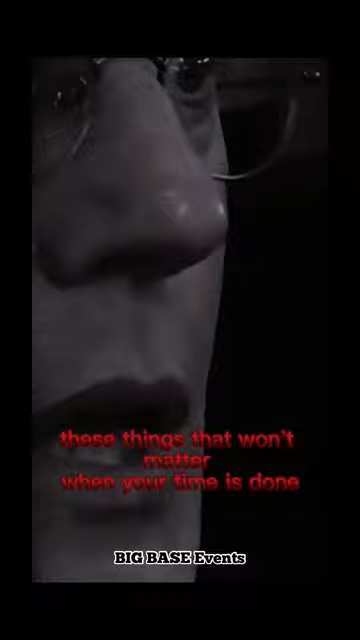 these things that won't
matter
when your time is done
BIG BASE Events